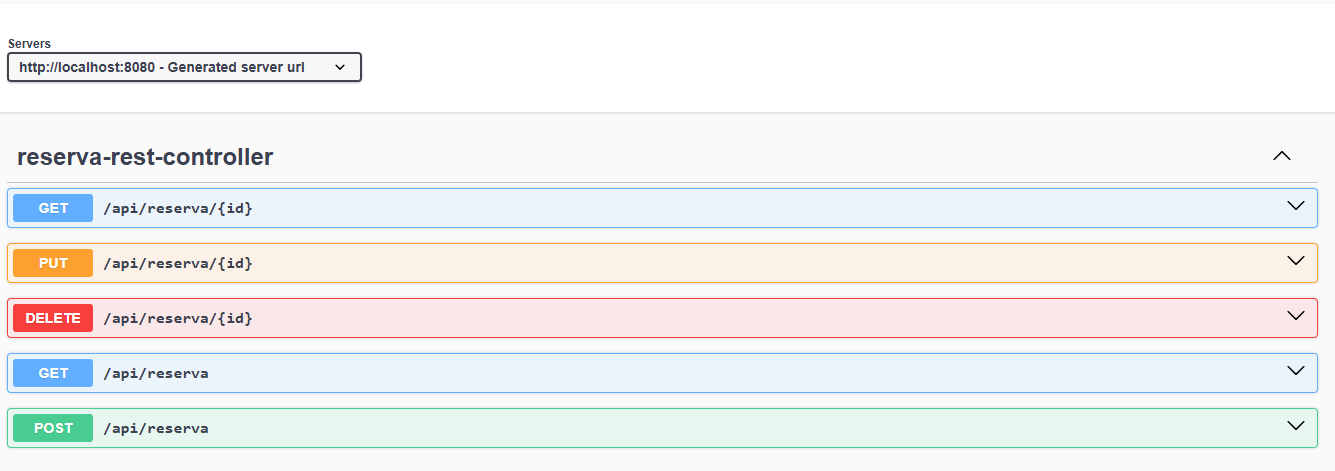 Servers
http://localhost:8080 - Generated server url
reserva-rest-controller
GET /api/reserva/{id}
PUT /api/reserva/{id}
DELETE /api/reserva/{id}
GET /api/reserva
POST /api/reserva